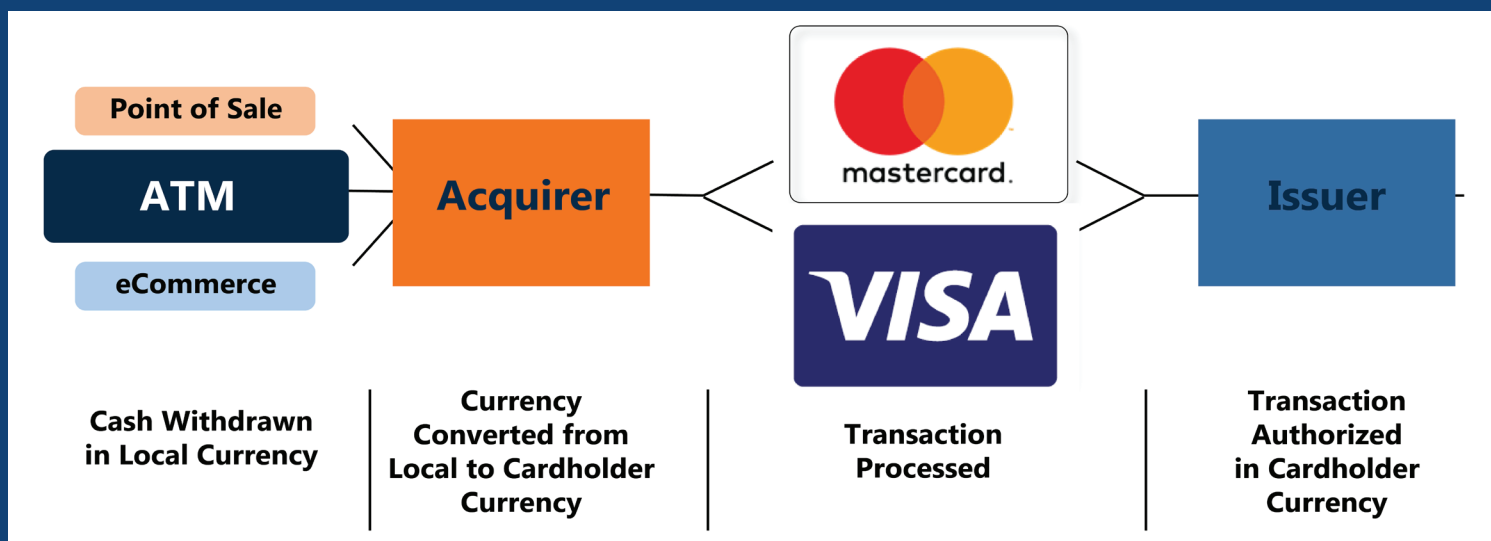 Point of Sale
ATM
eCommerce
Acquirer
mastercard.
VISA
Issuer
Cash Withdrawn
in Local Currency
Currency
Converted from
Local to Cardholder
Currency
Transaction
Processed
Transaction
Authorized
in Cardholder
Currency